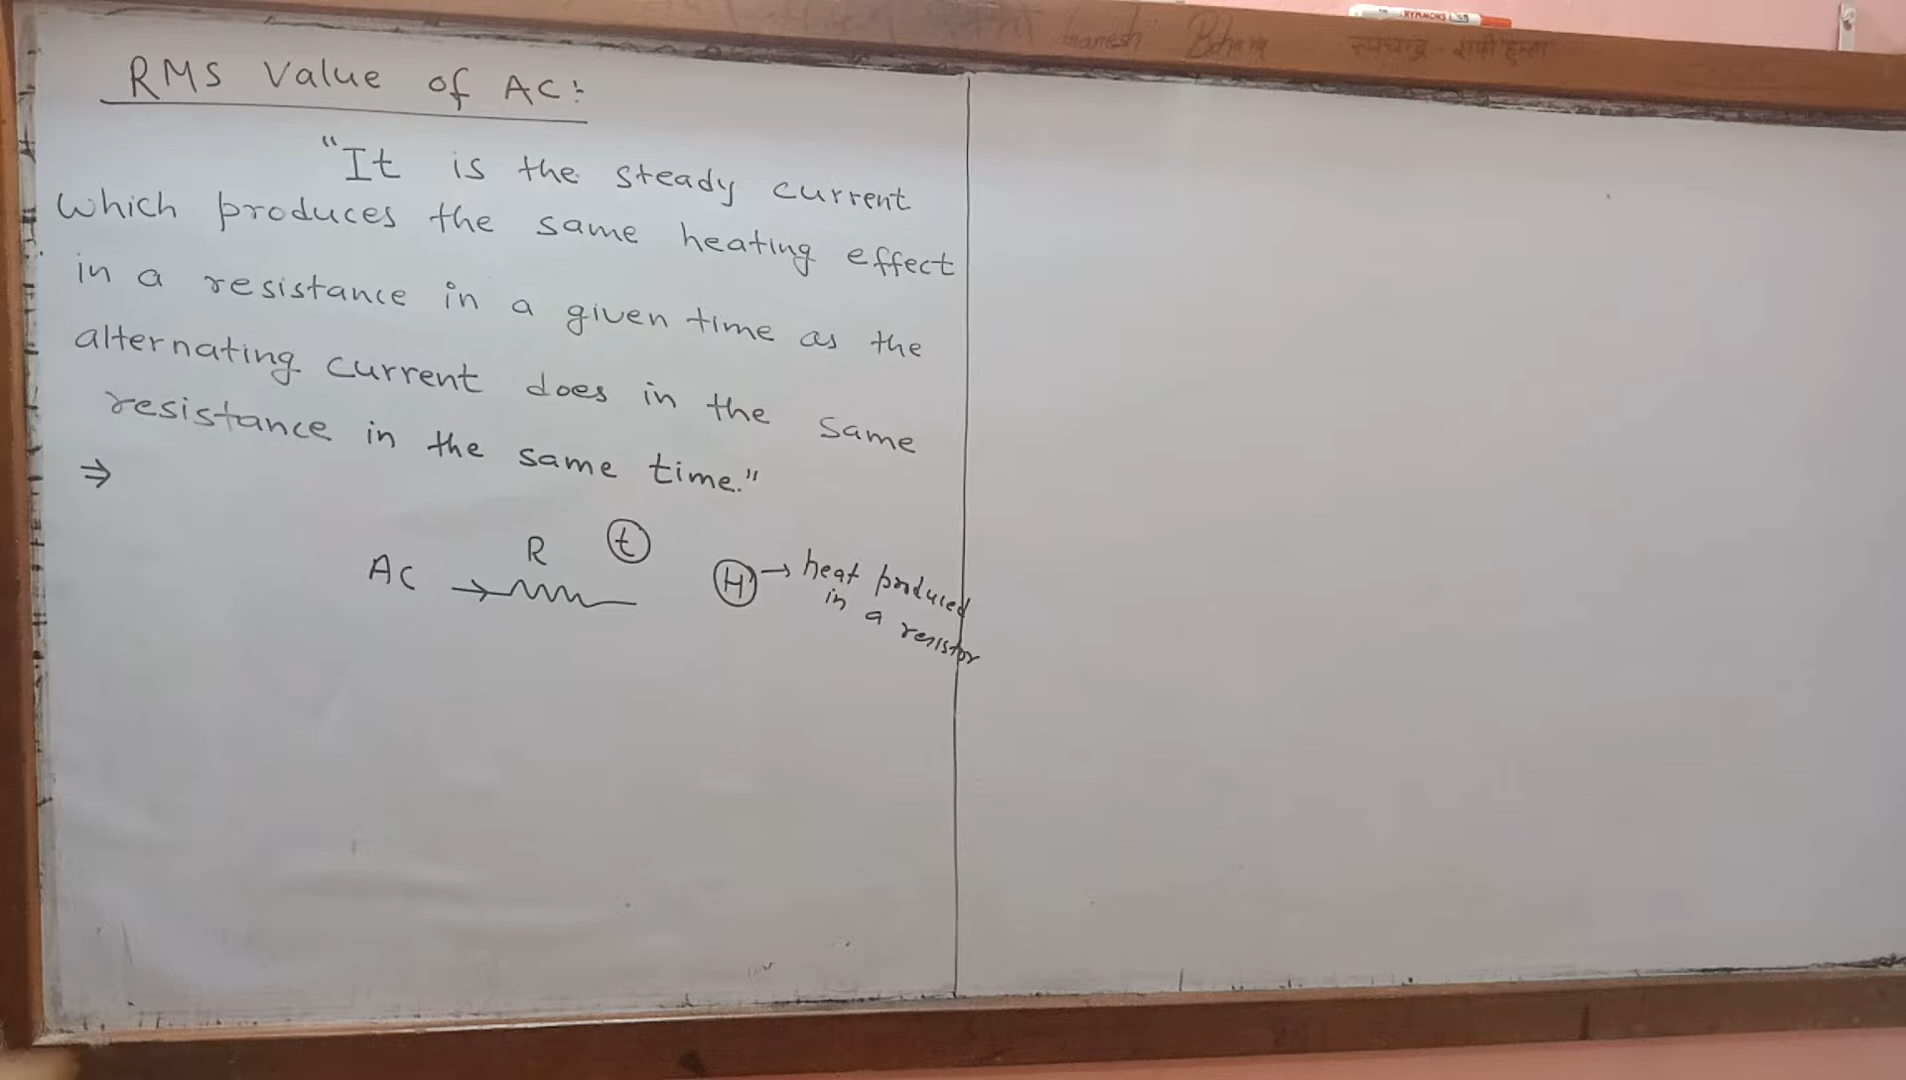 Ganesh Bohara
RMS Value of AC:
"It is the steady current
which produces the same heating effect
in a resistance in a given time as the
alternating current does in the same
resistance in the same time."
⇒
R t
AC H → heat produced
in a resistor